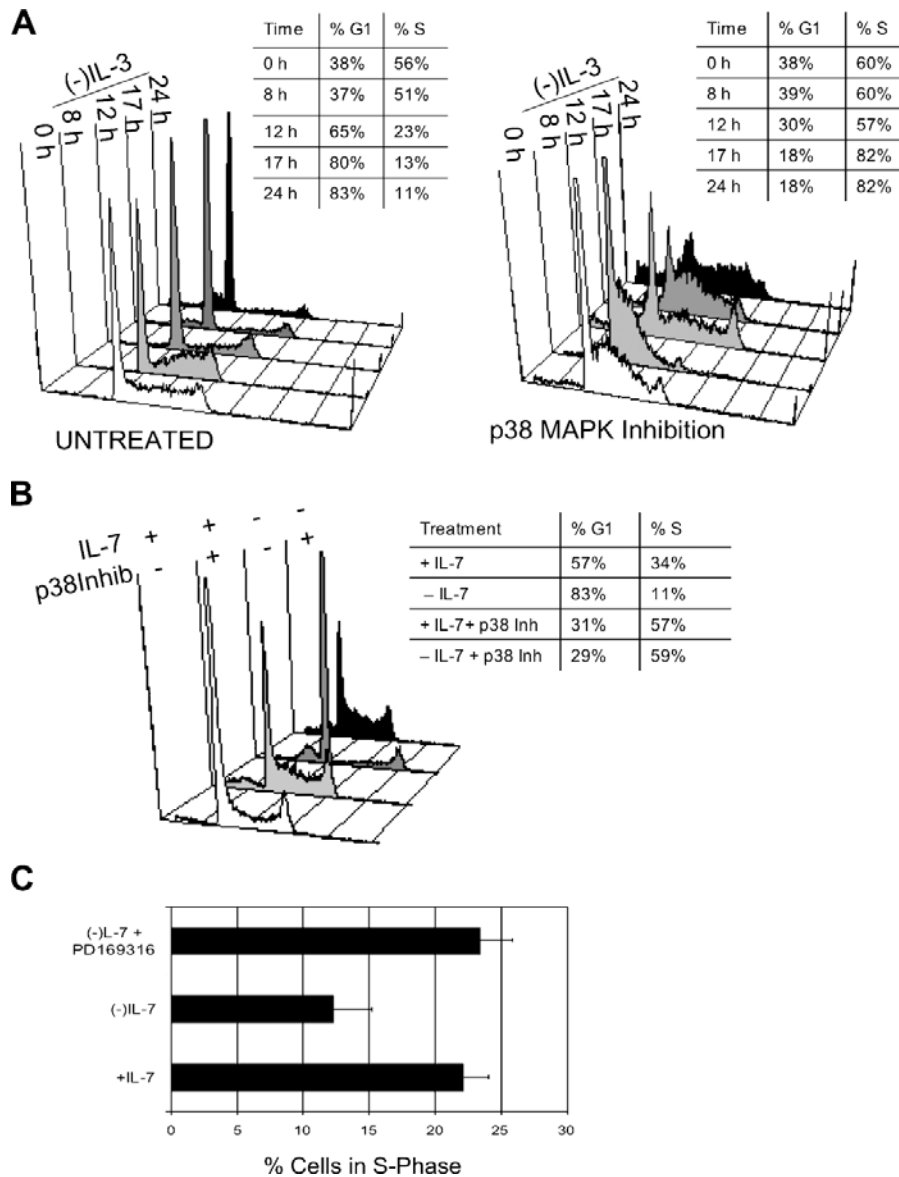 A
(-)IL-3
0 h
8 h
12 h
17 h
24 h
UNTREATED
Time % G1 % S
0 h 38% 56%
8 h 37% 51%
12 h 65% 23%
17 h 80% 13%
24 h 83% 11%
(-)IL-3
0 h
8 h
12 h
17 h
24 h
p38 MAPK Inhibition
Time % G1 % S
0 h 38% 60%
8 h 39% 60%
12 h 30% 57%
17 h 18% 82%
24 h 18% 82%
B
IL-7 + + - -
p38Inhib - + - +
Treatment % G1 % S
+ IL-7 57% 34%
– IL-7 83% 11%
+ IL-7+ p38 Inh 31% 57%
– IL-7 + p38 Inh 29% 59%
C
(-)L-7 +
PD169316
(-)IL-7
+IL-7
0 5 10 15 20 25 30
% Cells in S-Phase